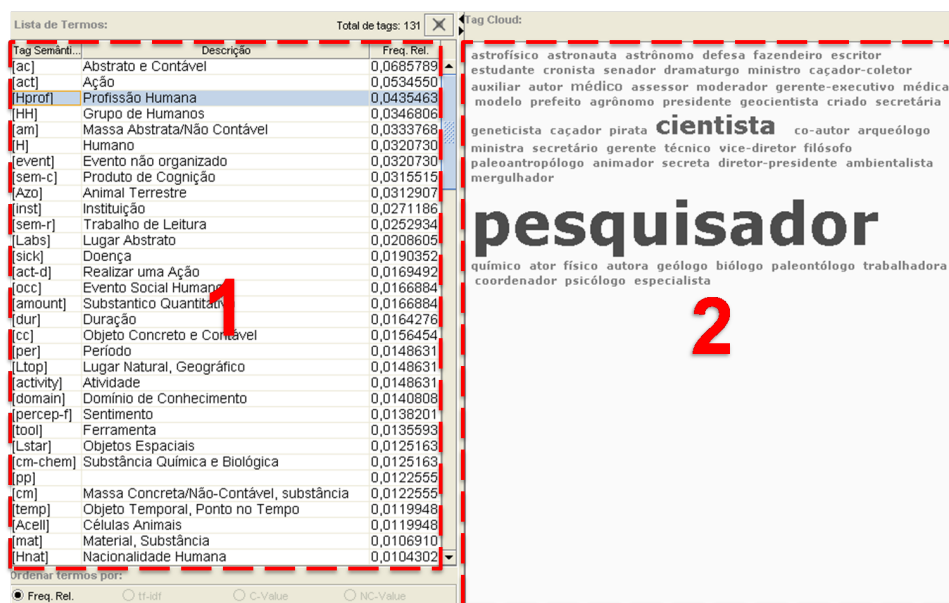 Lista de Termos: Total de tags: 131
Tag Semânti... Descrição Freq. Rel.
[ac] Abstrato e Contável 0,0685789
[act] Ação 0,0534550
[Hprof] Profissão Humana 0,0435463
[HH] Grupo de Humanos 0,0346806
[am] Massa Abstrata/Não Contável 0,0333768
[H] Humano 0,0320730
[event] Evento não organizado 0,0320730
[sem-c] Produto de Cognição 0,0315515
[Azo] Animal Terrestre 0,0312907
[inst] Instituição 0,0271186
[sem-r] Trabalho de Leitura 0,0252934
[Labs] Lugar Abstrato 0,0208605
[sick] Doença 0,0190352
[act-d] Realizar uma Ação 0,0169492
[occ] Evento Social Humano 0,0166884
[amount] Substantico Quantitativo 0,0166884
[dur] Duração 0,0164276
[cc] Objeto Concreto e Contável 0,0156454
[per] Período 0,0148631
[Ltop] Lugar Natural, Geográfico 0,0148631
[activity] Atividade 0,0148631
[domain] Domínio de Conhecimento 0,0140808
[percep-f] Sentimento 0,0138201
[tool] Ferramenta 0,0135593
[Lstar] Objetos Espaciais 0,0125163
[cm-chem] Substância Química e Biológica 0,0125163
[pp] 0,0122555
[cm] Massa Concreta/Não-Contável, substância 0,0122555
[temp] Objeto Temporal, Ponto no Tempo 0,0119948
[Acell] Células Animais 0,0119948
[mat] Material, Substância 0,0106910
[Hnat] Nacionalidade Humana 0,0104302
1
Ordenar termos por:
Freq. Rel. tf-idf C-Value NC-Value
Tag Cloud:
astrofísico astronauta astrônomo defesa fazendeiro escritor
estudante cronista senador dramaturgo ministro caçador-coletor
auxiliar autor médico assessor moderador gerente-executivo médica
modelo prefeito agrônomo presidente geocientista criado secretária
geneticista caçador pirata cientista co-autor arqueólogo
ministra secretário gerente técnico vice-diretor filósofo
paleoantropólogo animador secreta diretor-presidente ambientalista
mergulhador
pesquisador
químico ator físico autora geólogo biólogo paleontólogo trabalhadora
coordenador psicólogo especialista
2